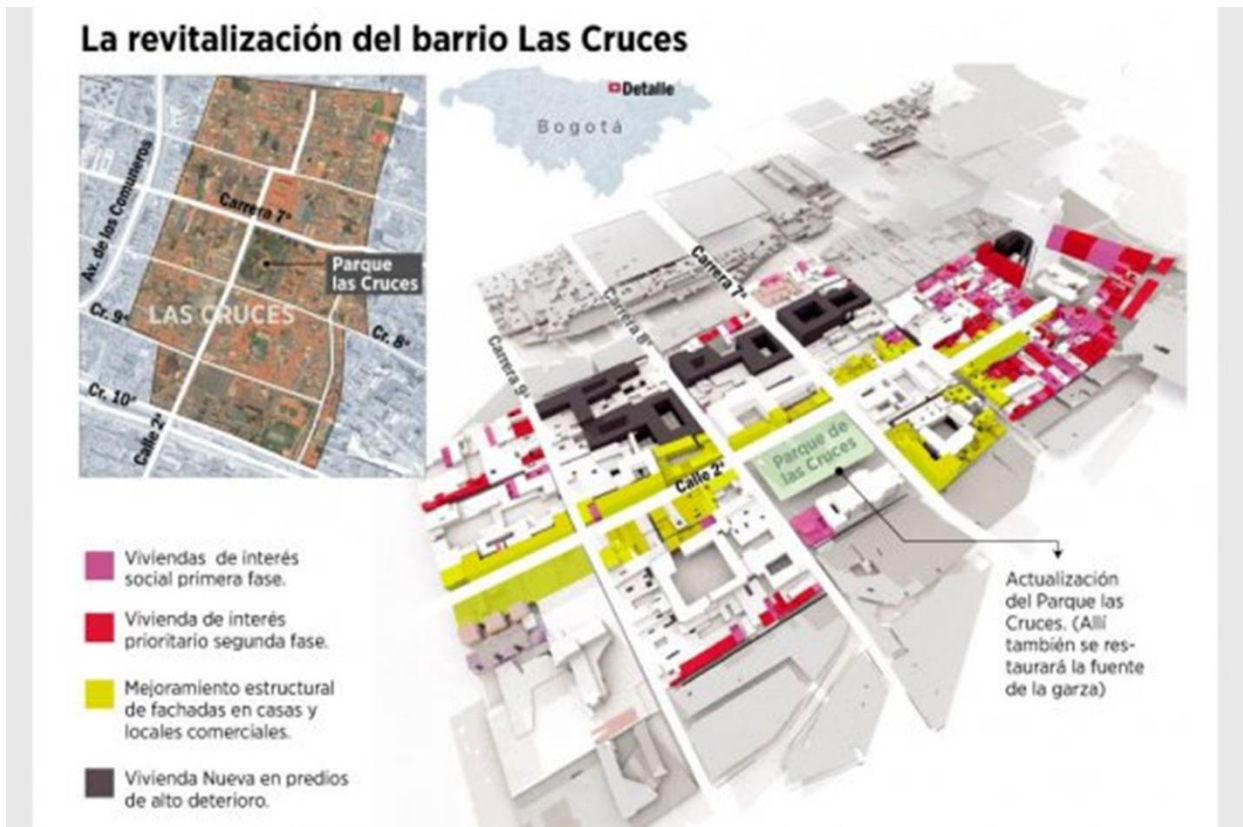 La revitalización del barrio Las Cruces
Detalle
Bogotá
Av. de los Comuneros
Carrera 7ª
Parque
las Cruces
LAS CRUCES
Cr. 9ª
Cr. 8ª
Cr. 10ª
Calle 2ª
Carrera 7ª
Carrera 8ª
Carrera 9ª
Parque de
las Cruces
Calle 2ª
Viviendas de interés
social primera fase.
Vivienda de interés
prioritario segunda fase.
Mejoramiento estructural
de fachadas en casas y
locales comerciales.
Vivienda Nueva en predios
de alto deterioro.
Actualización
del Parque las
Cruces. (Allí
también se res-
taurará la fuente
de la garza)